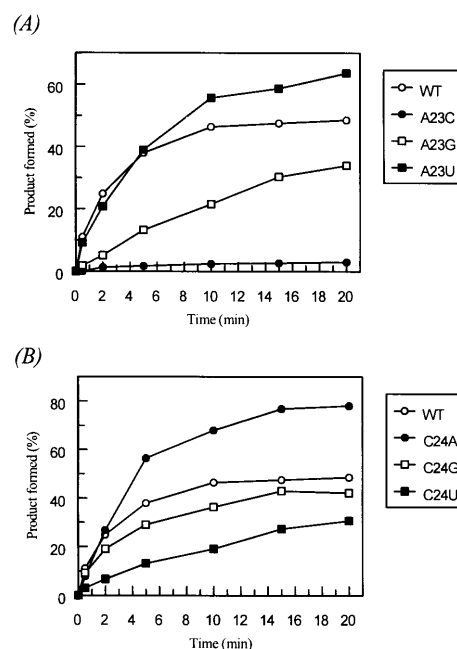 (A)
Product formed (%)
60
40
20
0
0 2 4 6 8 10 12 14 16 18 20
Time (min)
WT
A23C
A23G
A23U
(B)
Product formed (%)
80
60
40
20
0
0 2 4 6 8 10 12 14 16 18 20
Time (min)
WT
C24A
C24G
C24U